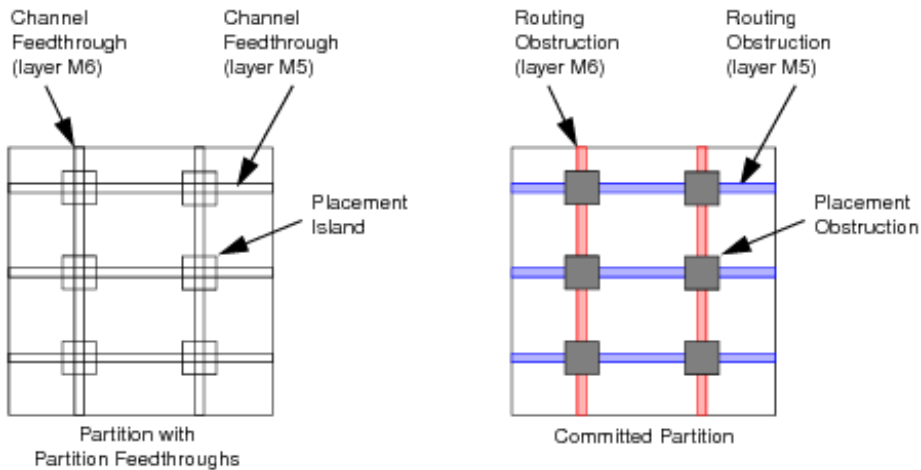 Channel
Feedthrough
(layer M6)
Channel
Feedthrough
(layer M5)
Placement
Island
Partition with
Partition Feedthroughs
Routing
Obstruction
(layer M6)
Routing
Obstruction
(layer M5)
Placement
Obstruction
Committed Partition